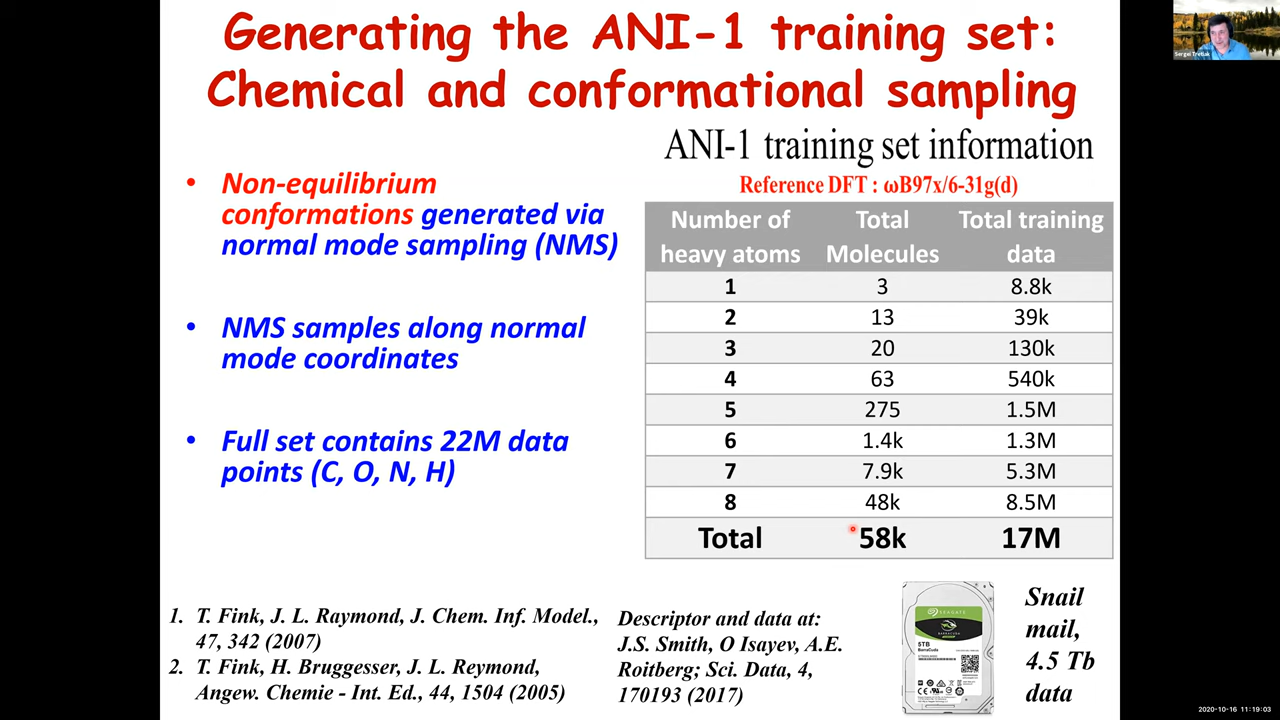 Generating the ANI-1 training set:
Chemical and conformational sampling
Sergei Tretiak
ANI-1 training set information
Reference DFT : ωB97x/6-31g(d)
• Non-equilibrium
conformations generated via
normal mode sampling (NMS)
• NMS samples along normal
mode coordinates
• Full set contains 22M data
points (C, O, N, H)
Number of heavy atoms Total Molecules Total training data
1 3 8.8k
2 13 39k
3 20 130k
4 63 540k
5 275 1.5M
6 1.4k 1.3M
7 7.9k 5.3M
8 48k 8.5M
Total 58k 17M
1. T. Fink, J. L. Raymond, J. Chem. Inf. Model.,
47, 342 (2007)
2. T. Fink, H. Bruggesser, J. L. Reymond,
Angew. Chemie - Int. Ed., 44, 1504 (2005)
Descriptor and data at:
J.S. Smith, O Isayev, A.E.
Roitberg; Sci. Data, 4,
170193 (2017)
SEAGATE
BARRACUDA
5TB
BarraCuda
Snail
mail,
4.5 Tb
data
2020-10-16 11:19:03